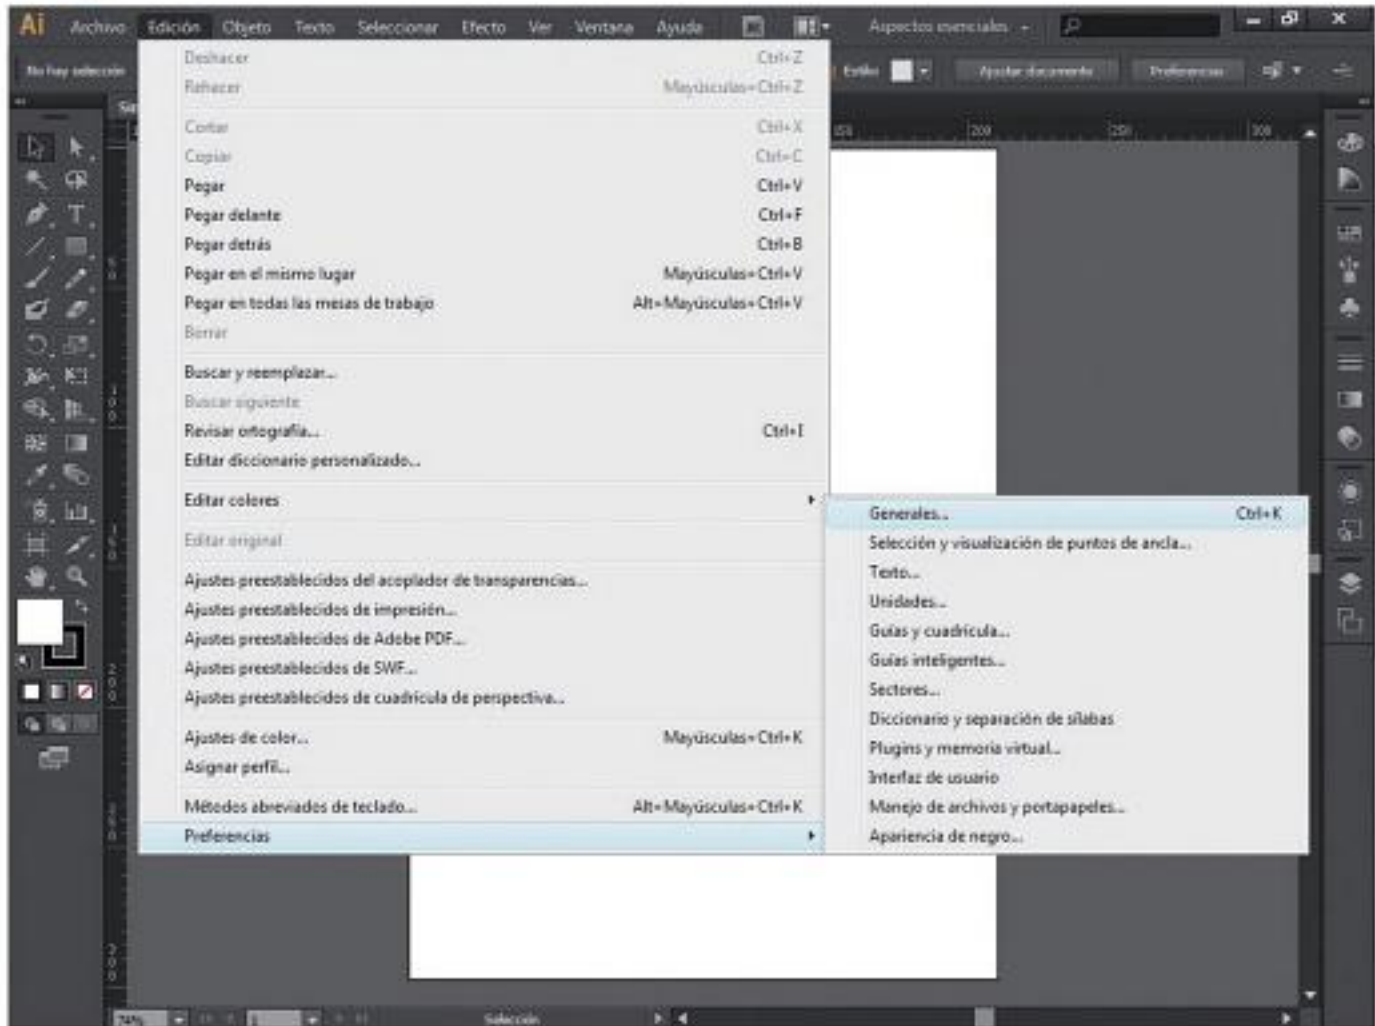 Ai Archivo Edición Objeto Texto Seleccionar Efecto Ver Ventana Ayuda Aspectos esenciales
No hay selección Estilo: Ajustar documento Preferencias
Deshacer Ctrl+Z
Rehacer Mayúsculas+Ctrl+Z
Cortar Ctrl+X
Copiar Ctrl+C
Pegar Ctrl+V
Pegar delante Ctrl+F
Pegar detrás Ctrl+B
Pegar en el mismo lugar Mayúsculas+Ctrl+V
Pegar en todas las mesas de trabajo Alt+Mayúsculas+Ctrl+V
Borrar
Buscar y reemplazar...
Buscar siguiente
Revisar ortografía... Ctrl+I
Editar diccionario personalizado...
Editar colores
Editar original
Ajustes preestablecidos del acoplador de transparencias...
Ajustes preestablecidos de impresión...
Ajustes preestablecidos de Adobe PDF...
Ajustes preestablecidos de SWF...
Ajustes preestablecidos de cuadrícula de perspectiva...
Ajustes de color... Mayúsculas+Ctrl+K
Asignar perfil...
Métodos abreviados de teclado... Alt+Mayúsculas+Ctrl+K
Preferencias
Generales... Ctrl+K
Selección y visualización de puntos de ancla...
Texto...
Unidades...
Guías y cuadrícula...
Guías inteligentes...
Sectores...
Diccionario y separación de sílabas
Plugins y memoria virtual...
Interfaz de usuario
Manejo de archivos y portapapeles...
Apariencia de negro...
200 250 300
74% 1 Selección